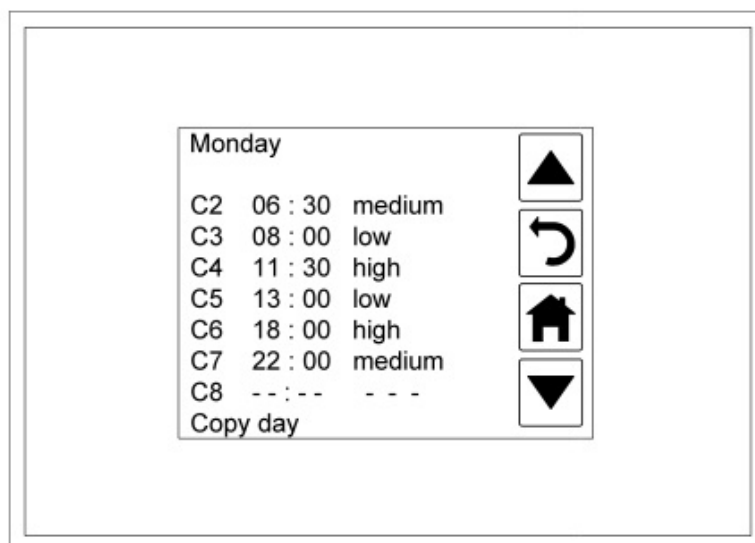 Monday
C2 06 : 30 medium
C3 08 : 00 low
C4 11 : 30 high
C5 13 : 00 low
C6 18 : 00 high
C7 22 : 00 medium
C8 - - : - - - - -
Copy day